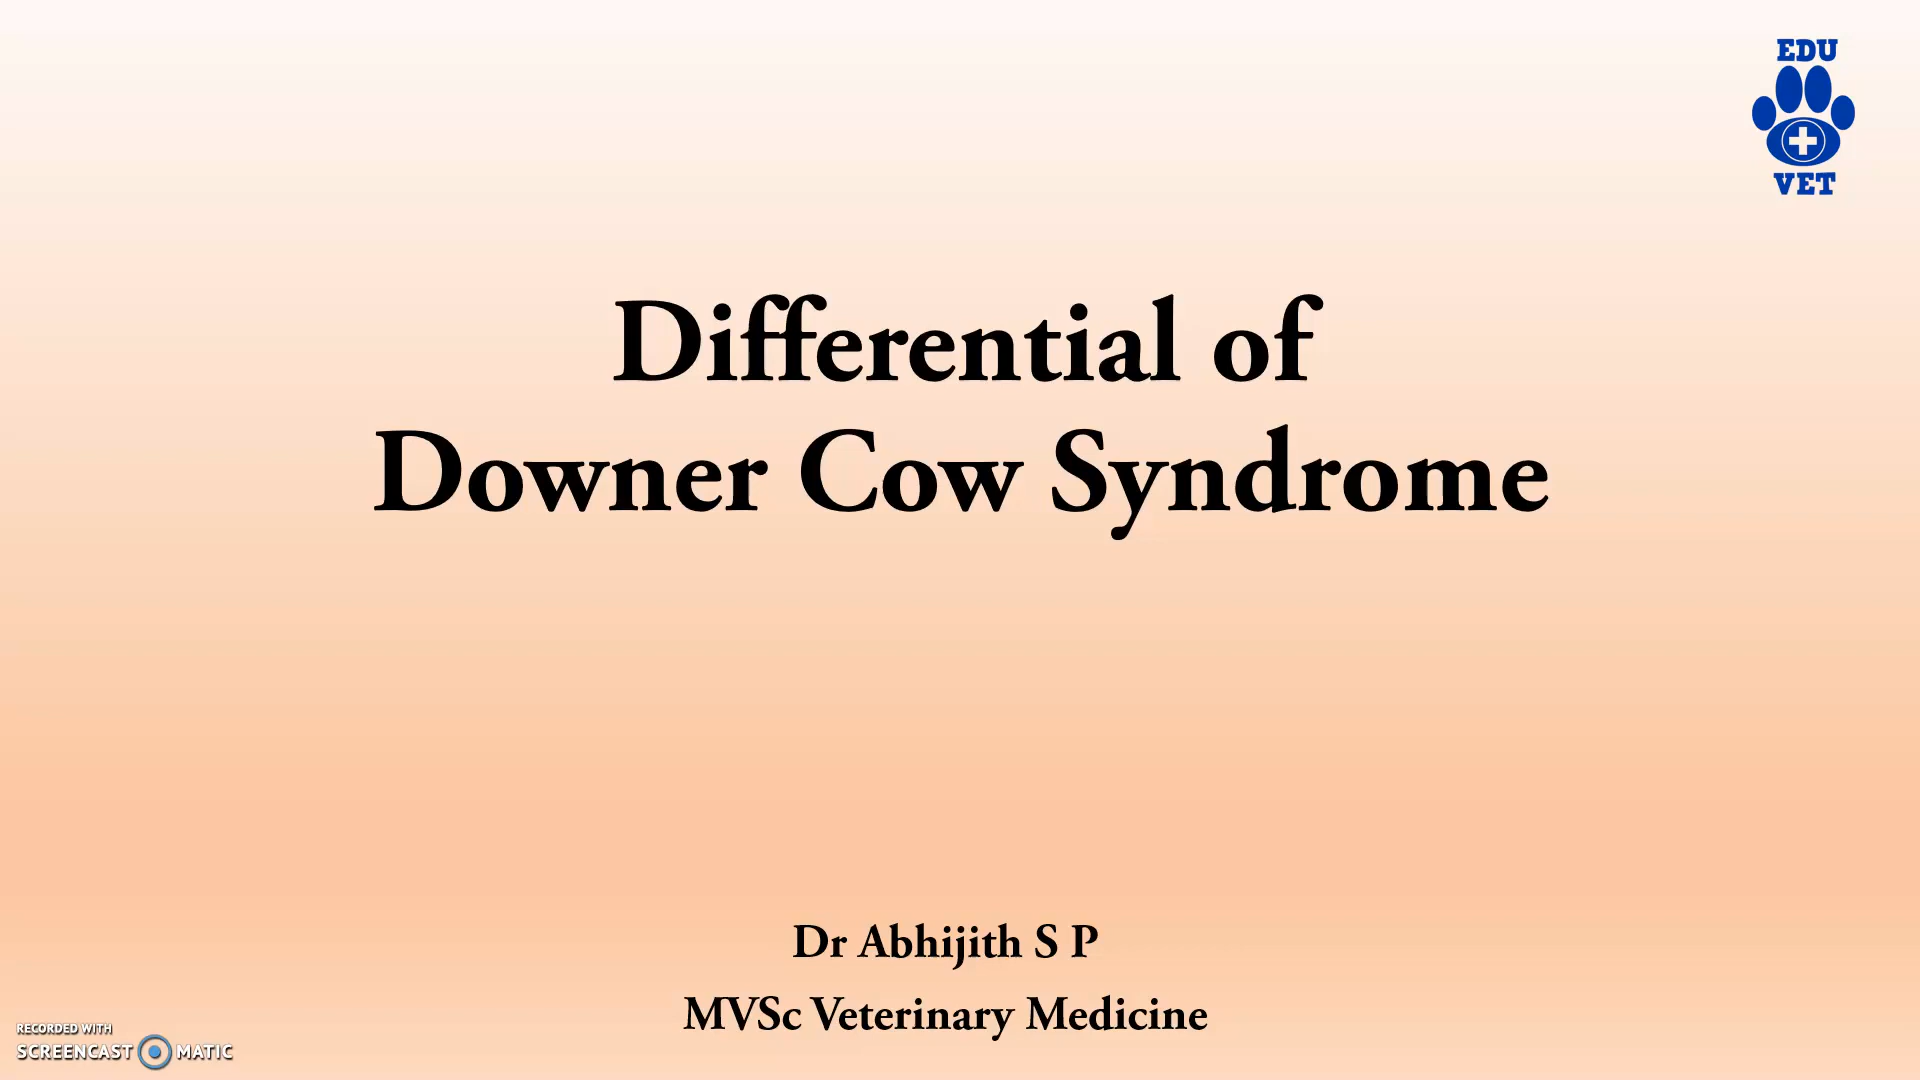 EDU
VET
Differential of
Downer Cow Syndrome
Dr Abhijith S P
MVSc Veterinary Medicine
RECORDED WITH
SCREENCAST MATIC